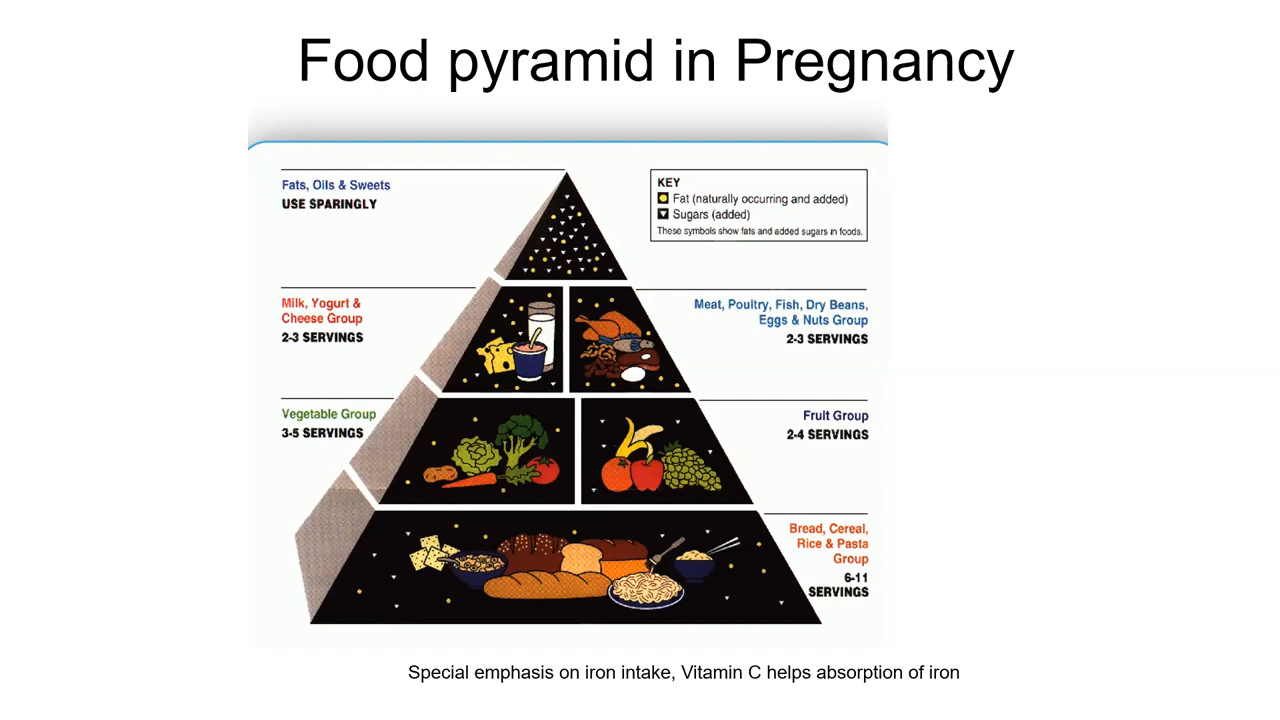 Food pyramid in Pregnancy
Fats, Oils & Sweets
USE SPARINGLY
KEY
Fat (naturally occurring and added)
Sugars (added)
These symbols show fats and added sugars in foods.
Milk, Yogurt &
Cheese Group
2-3 SERVINGS
Meat, Poultry, Fish, Dry Beans,
Eggs & Nuts Group
2-3 SERVINGS
Vegetable Group
3-5 SERVINGS
Fruit Group
2-4 SERVINGS
Bread, Cereal,
Rice & Pasta
Group
6-11
SERVINGS
Special emphasis on iron intake, Vitamin C helps absorption of iron